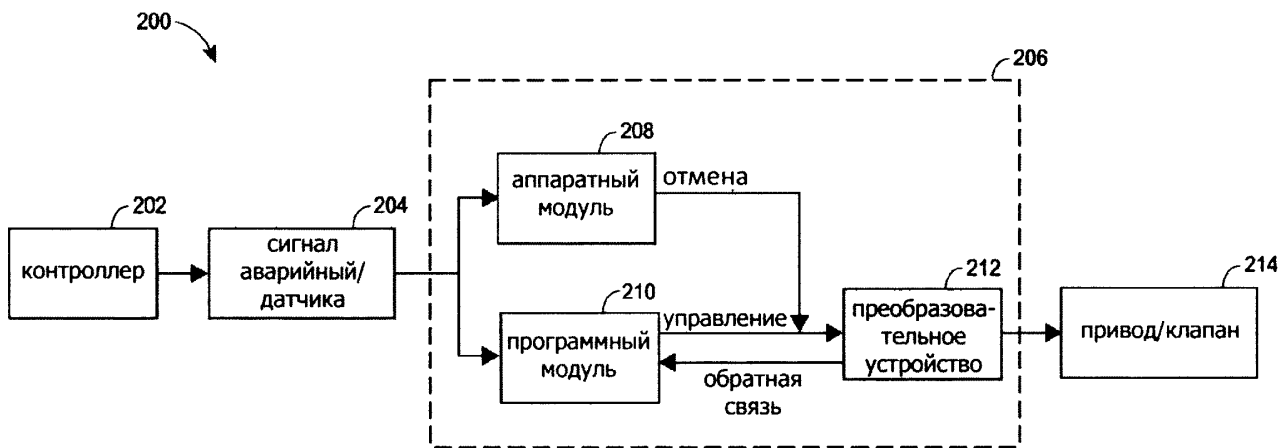 200
206
208
аппаратный
модуль
отмена
202
контроллер
204
сигнал
аварийный/
датчика
210
программный
модуль
управление
обратная
связь
212
преобразова-
тельное
устройство
214
привод/клапан